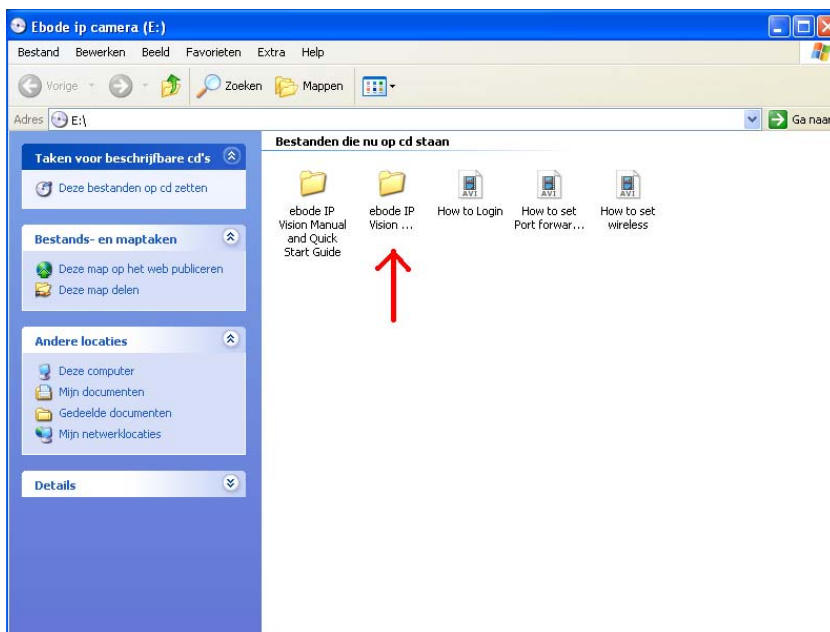 Ebode ip camera (E:)
Bestand Bewerken Beeld Favorieten Extra Help
Vorige Zoeken Mappen
Adres E:\ Ga naar
Bestanden die nu op cd staan
Taken voor beschrijfbare cd's
Deze bestanden op cd zetten
Bestands- en maptaken
Deze map op het web publiceren
Deze map delen
Andere locaties
Deze computer
Mijn documenten
Gedeelde documenten
Mijn netwerklocaties
Details
ebode IP
Vision Manual
and Quick
Start Guide
ebode IP
Vision ...
AVI
How to Login
AVI
How to set
Port forwar...
AVI
How to set
wireless